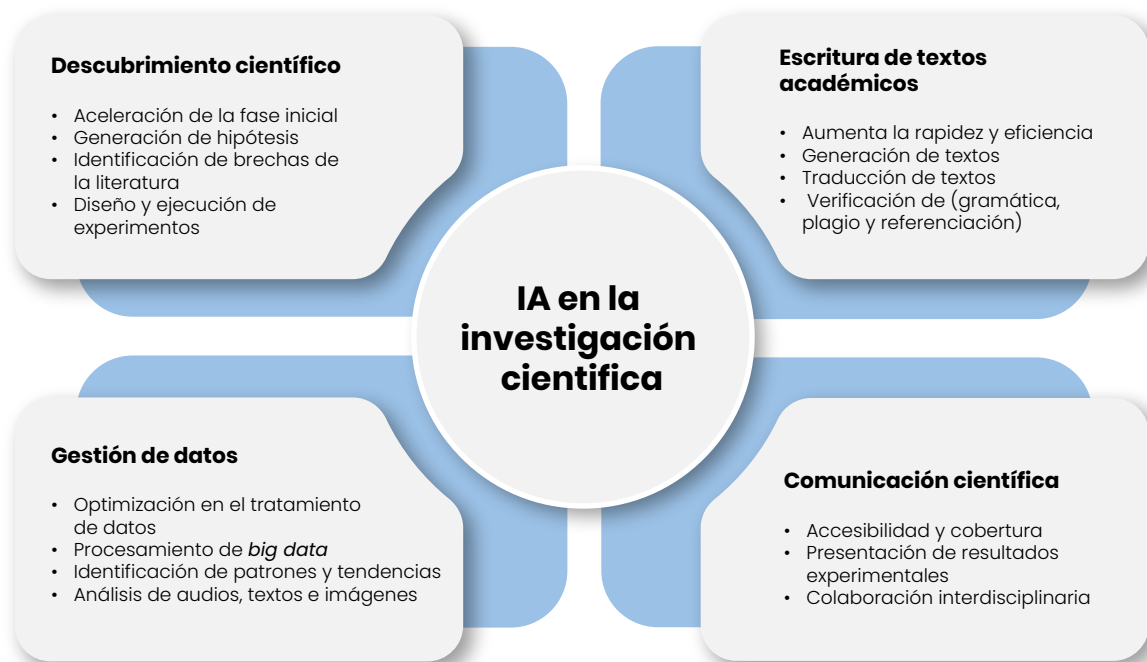 Descubrimiento científico
• Aceleración de la fase inicial
• Generación de hipótesis
• Identificación de brechas de
la literatura
• Diseño y ejecución de
experimentos
Escritura de textos
académicos
• Aumenta la rapidez y eficiencia
• Generación de textos
• Traducción de textos
• Verificación de (gramática,
plagio y referenciación)
IA en la
investigación
cientifica
Gestión de datos
• Optimización en el tratamiento
de datos
• Procesamiento de big data
• Identificación de patrones y tendencias
• Análisis de audios, textos e imágenes
Comunicación científica
• Accesibilidad y cobertura
• Presentación de resultados
experimentales
• Colaboración interdisciplinaria